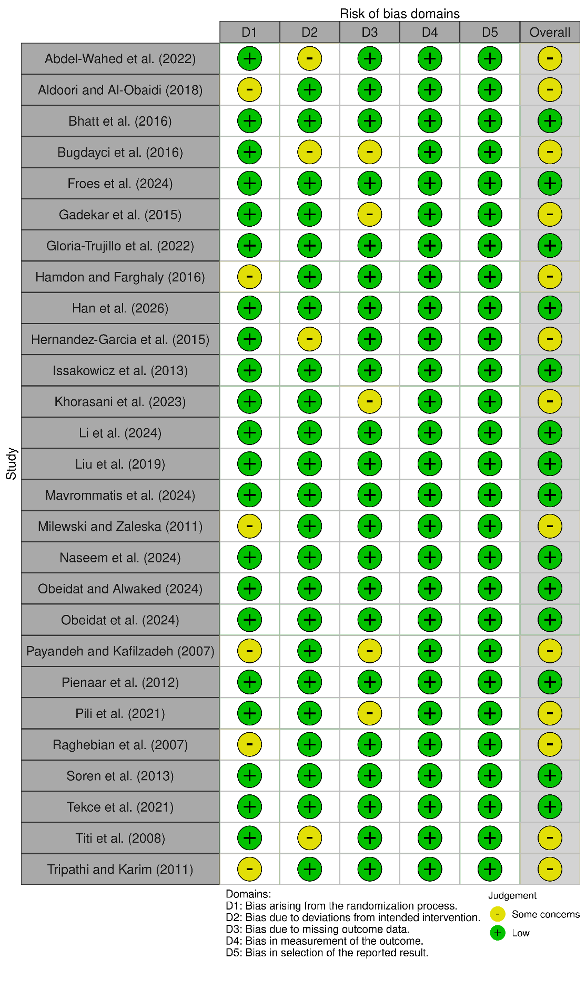 Risk of bias domains
D1 D2 D3 D4 D5 Overall
Study
Abdel-Wahed et al. (2022) + - + + + -
Aldoori and Al-Obaidi (2018) - + + + + -
Bhatt et al. (2016) + + + + + +
Bugdayci et al. (2016) + - - + + -
Froes et al. (2024) + + + + + +
Gadekar et al. (2015) + + - + + -
Gloria-Trujillo et al. (2022) + + + + + +
Hamdon and Farghaly (2016) - + + + + -
Han et al. (2026) + + + + + +
Hernandez-Garcia et al. (2015) + - + + + -
Issakowicz et al. (2013) + + + + + +
Khorasani et al. (2023) + + - + + -
Li et al. (2024) + + + + + +
Liu et al. (2019) + + + + + +
Mavrommatis et al. (2024) + + + + + +
Milewski and Zaleska (2011) - + + + + -
Naseem et al. (2024) + + + + + +
Obeidat and Alwaked (2024) + + + + + +
Obeidat et al. (2024) + + + + + +
Payandeh and Kafilzadeh (2007) - + - + + -
Pienaar et al. (2012) + + + + + +
Pili et al. (2021) + + - + + -
Raghebian et al. (2007) - + + + + -
Soren et al. (2013) + + + + + +
Tekce et al. (2021) + + + + + +
Titi et al. (2008) + - + + + -
Tripathi and Karim (2011) - + + + + -
Domains:
D1: Bias arising from the randomization process.
D2: Bias due to deviations from intended intervention.
D3: Bias due to missing outcome data.
D4: Bias in measurement of the outcome.
D5: Bias in selection of the reported result.
Judgement
- Some concerns
+ Low